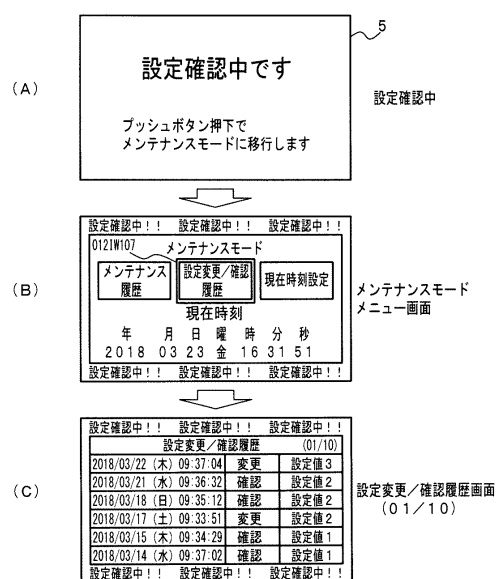 5
(A)
設定確認中です
プッシュボタン押下で
メンテナンスモードに移行します
設定確認中
設定確認中！！ 設定確認中！！ 設定確認中！！
012IW107
メンテナンスモード
(B)
メンテナンス
履歴
設定変更／確認
履歴
現在時刻設定
現在時刻
年 月 日 曜 時 分 秒
2018 03 23 金 16 31 51
設定確認中！！ 設定確認中！！ 設定確認中！！
メンテナンスモード
メニュー画面
(C)
設定確認中！！ 設定確認中！！ 設定確認中！！
設定変更／確認履歴 (01/10)
2018/03/22 (木) 09:37:04 変更 設定値3
2018/03/21 (水) 09:36:32 確認 設定値2
2018/03/18 (日) 09:35:12 確認 設定値2
2018/03/17 (土) 09:33:51 変更 設定値2
2018/03/15 (木) 09:34:29 確認 設定値1
2018/03/14 (水) 09:37:02 確認 設定値1
設定確認中！！ 設定確認中！！ 設定確認中！！
設定変更／確認履歴画面
(01/10)